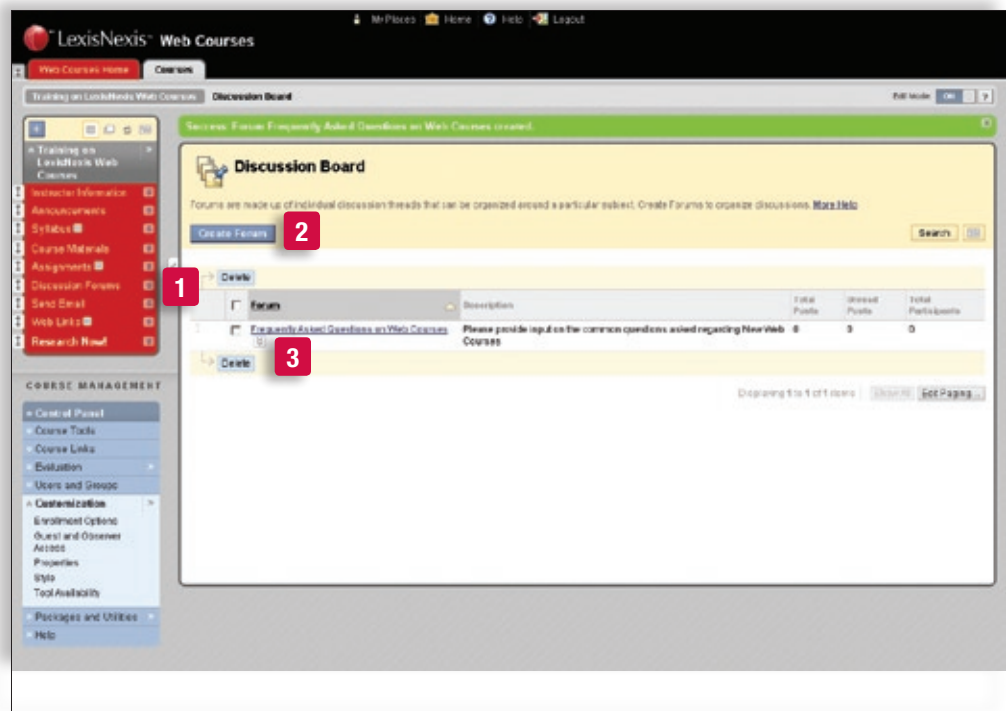 My Places Home Help Logout
LexisNexis™ Web Courses
Web Courses Home Courses
Training on LexisNexis Web Courses Discussion Board Edit Mode: ON ?
Success: Forum Frequently Asked Questions on Web Courses created.
Training on
LexisNexis Web
Courses
Instructor Information
Announcements
Syllabus
Course Materials
Assignments
Discussion Forums
Send Email
Web Links
Research Now!
COURSE MANAGEMENT
Control Panel
Course Tools
Course Links
Evaluation
Users and Groups
Customization
Enrollment Options
Guest and Observer
Access
Properties
Style
Tool Availability
Packages and Utilities
Help
Discussion Board
Forums are made up of individual discussion threads that can be organized around a particular subject. Create Forums to organize discussions. More Help
Create Forum 2 Search
1
Delete
Forum Description Total Posts Unread Posts Total Participants
Frequently Asked Questions on Web Courses Please provide input on the common questions asked regarding New Web 0 0 0
Courses
3
Delete
Displaying 1 to 1 of 1 items Show All Edit Paging...